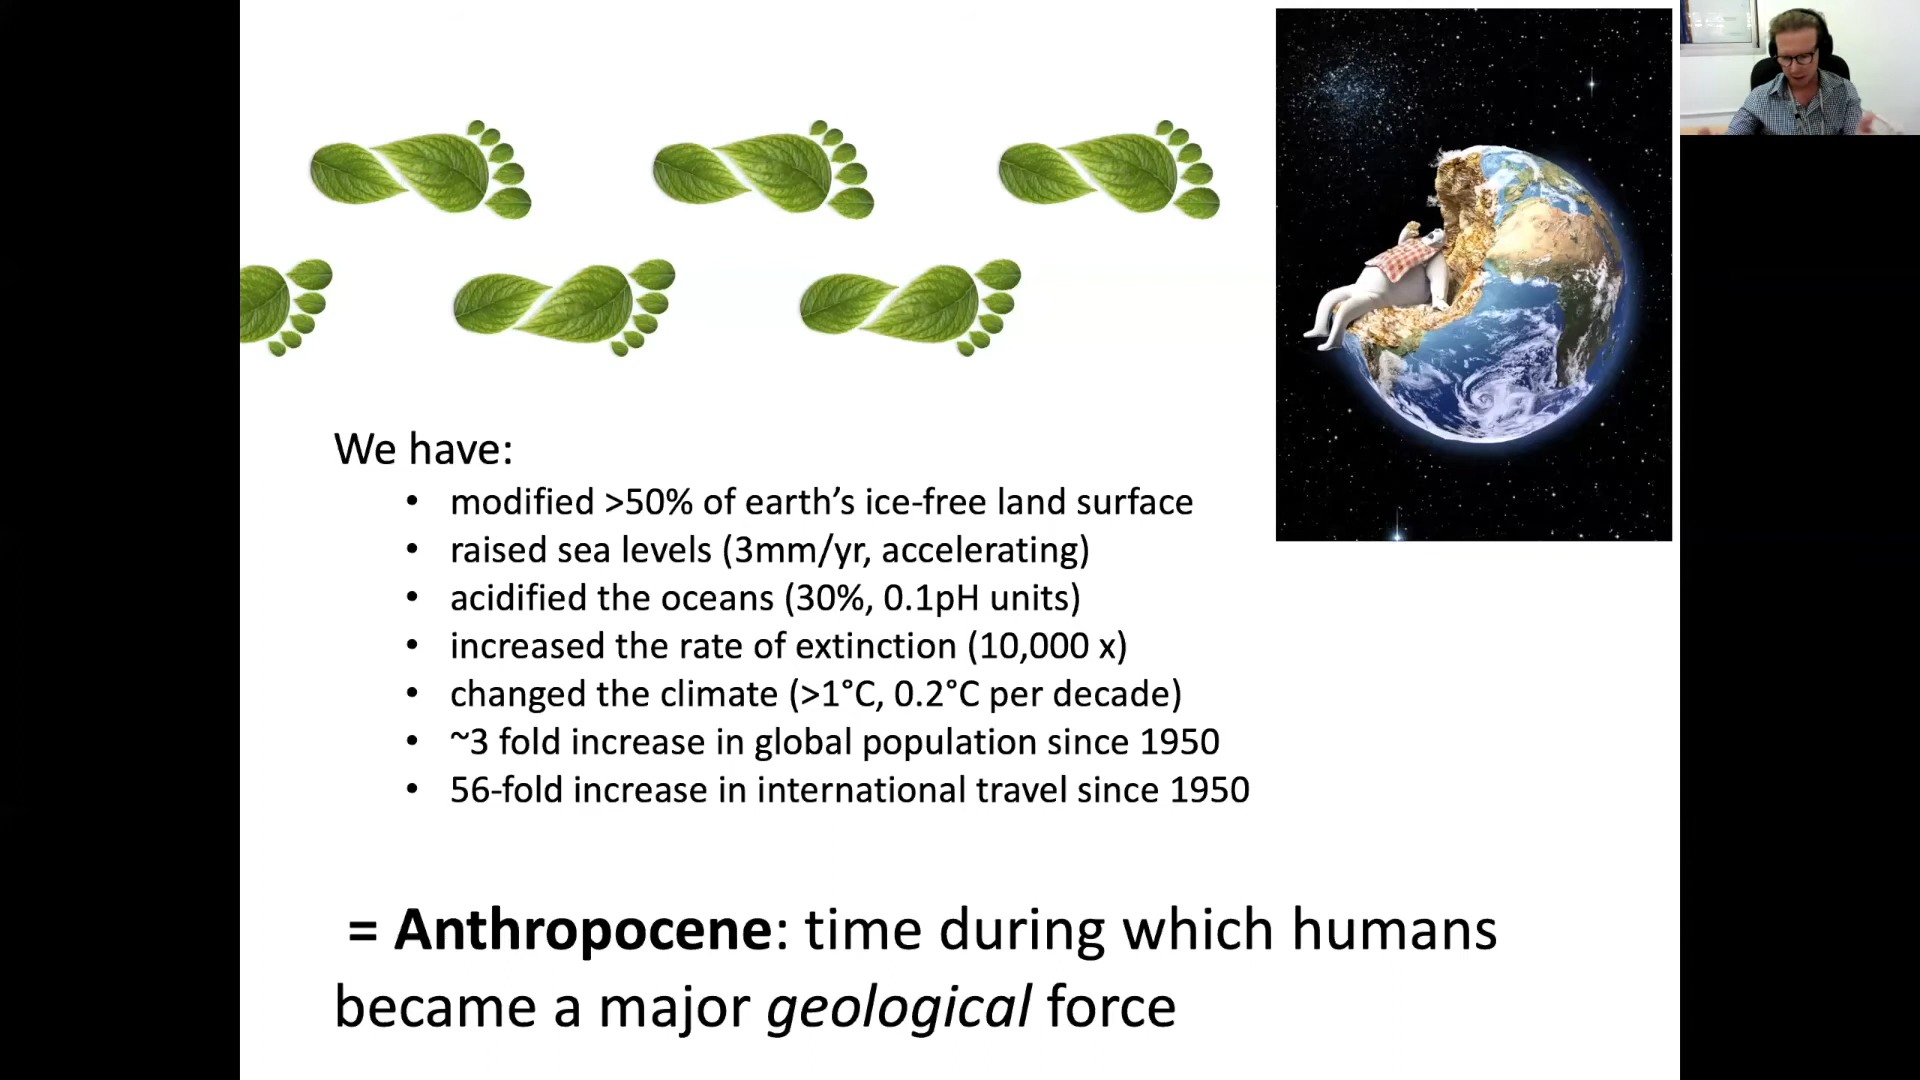 We have:
• modified >50% of earth’s ice-free land surface
• raised sea levels (3mm/yr, accelerating)
• acidified the oceans (30%, 0.1pH units)
• increased the rate of extinction (10,000 x)
• changed the climate (>1°C, 0.2°C per decade)
• ~3 fold increase in global population since 1950
• 56-fold increase in international travel since 1950
= Anthropocene: time during which humans
became a major geological force